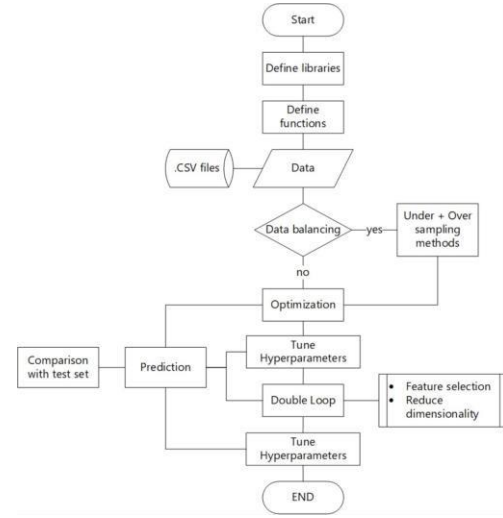 Start
Define libraries
Define
functions
.CSV files
Data
Data balancing
yes
Under + Over
sampling
methods
no
Optimization
Tune
Hyperparameters
Comparison
with test set
Prediction
Double Loop
• Feature selection
• Reduce
dimensionality
Tune
Hyperparameters
END